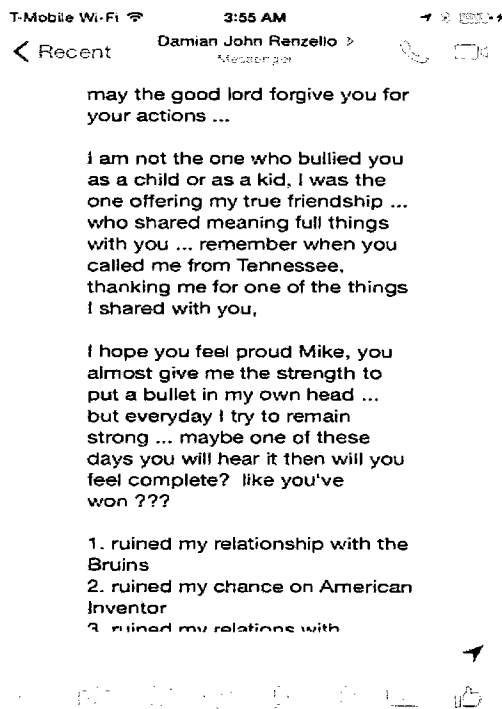 T-Mobile Wi-Fi 3:55 AM
Recent Damian John Renzello >
Messenger
may the good lord forgive you for
your actions ...
I am not the one who bullied you
as a child or as a kid, I was the
one offering my true friendship ...
who shared meaning full things
with you ... remember when you
called me from Tennessee,
thanking me for one of the things
I shared with you,
I hope you feel proud Mike, you
almost give me the strength to
put a bullet in my own head ...
but everyday I try to remain
strong ... maybe one of these
days you will hear it then will you
feel complete? like you've
won ???
1. ruined my relationship with the
Bruins
2. ruined my chance on American
Inventor
3. ruined my relations with